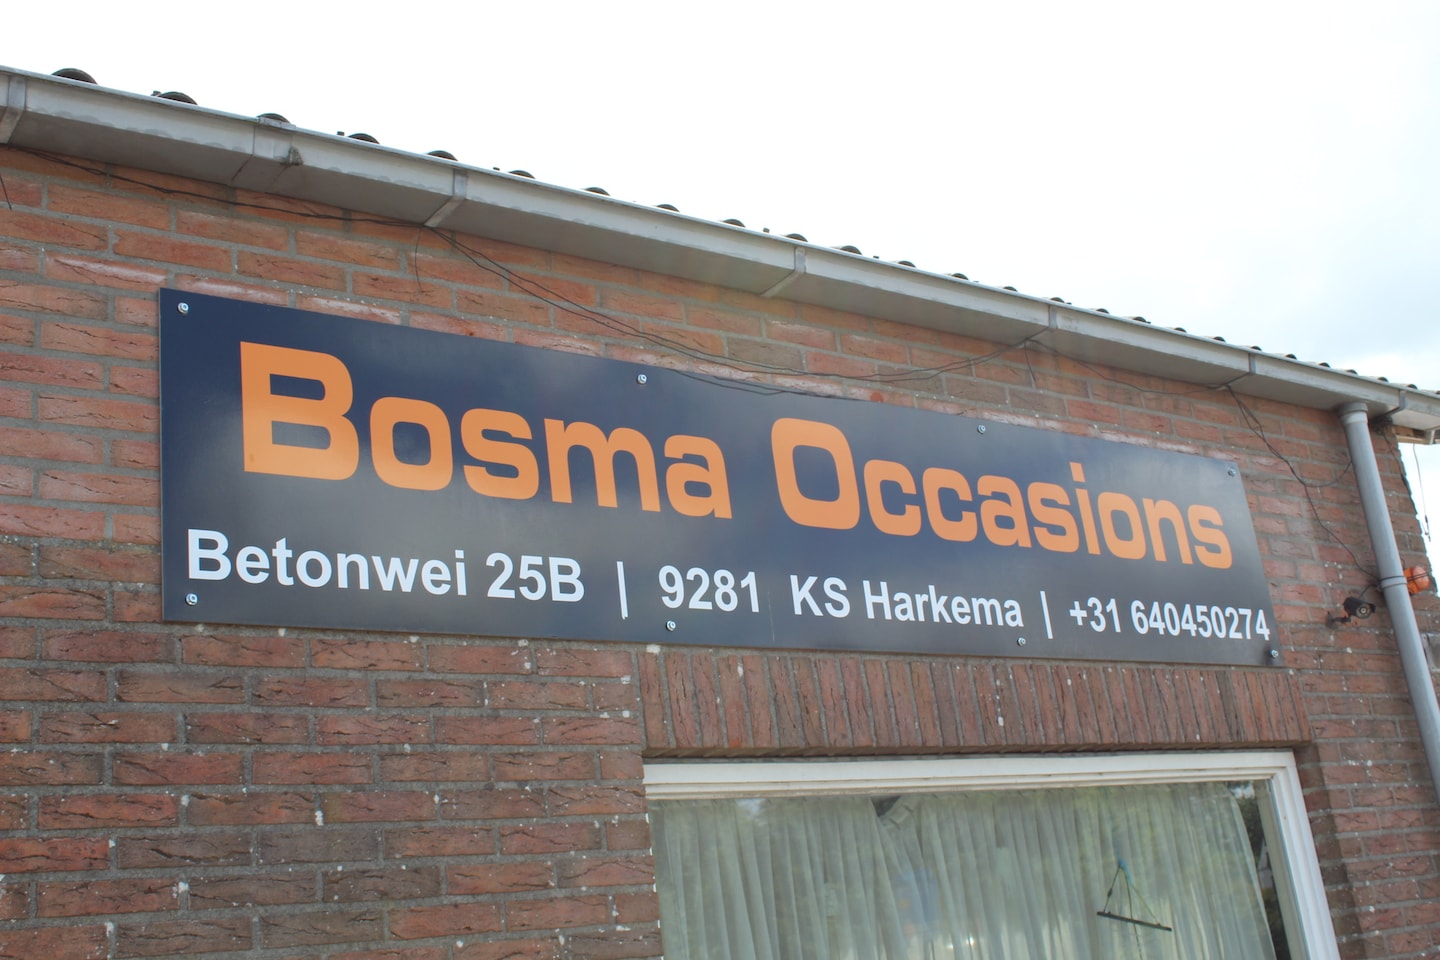 Bosma Occasions
Betonwei 25B | 9281 KS Harkema | +31 640450274